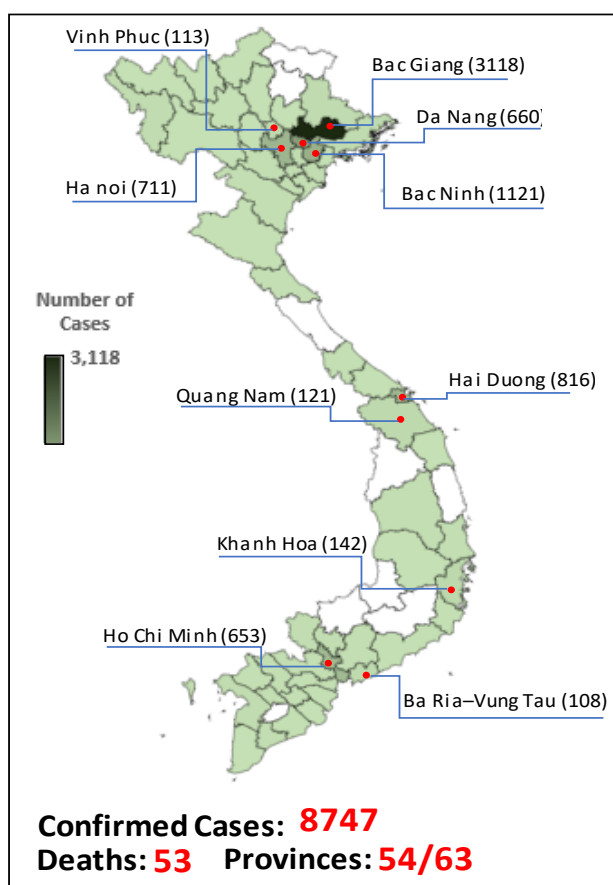 Vinh Phuc (113)
Bac Giang (3118)
Da Nang (660)
Ha noi (711)
Bac Ninh (1121)
Number of
Cases
3,118
Hai Duong (816)
Quang Nam (121)
Khanh Hoa (142)
Ho Chi Minh (653)
Ba Ria–Vung Tau (108)
Confirmed Cases: 8747
Deaths: 53 Provinces: 54/63